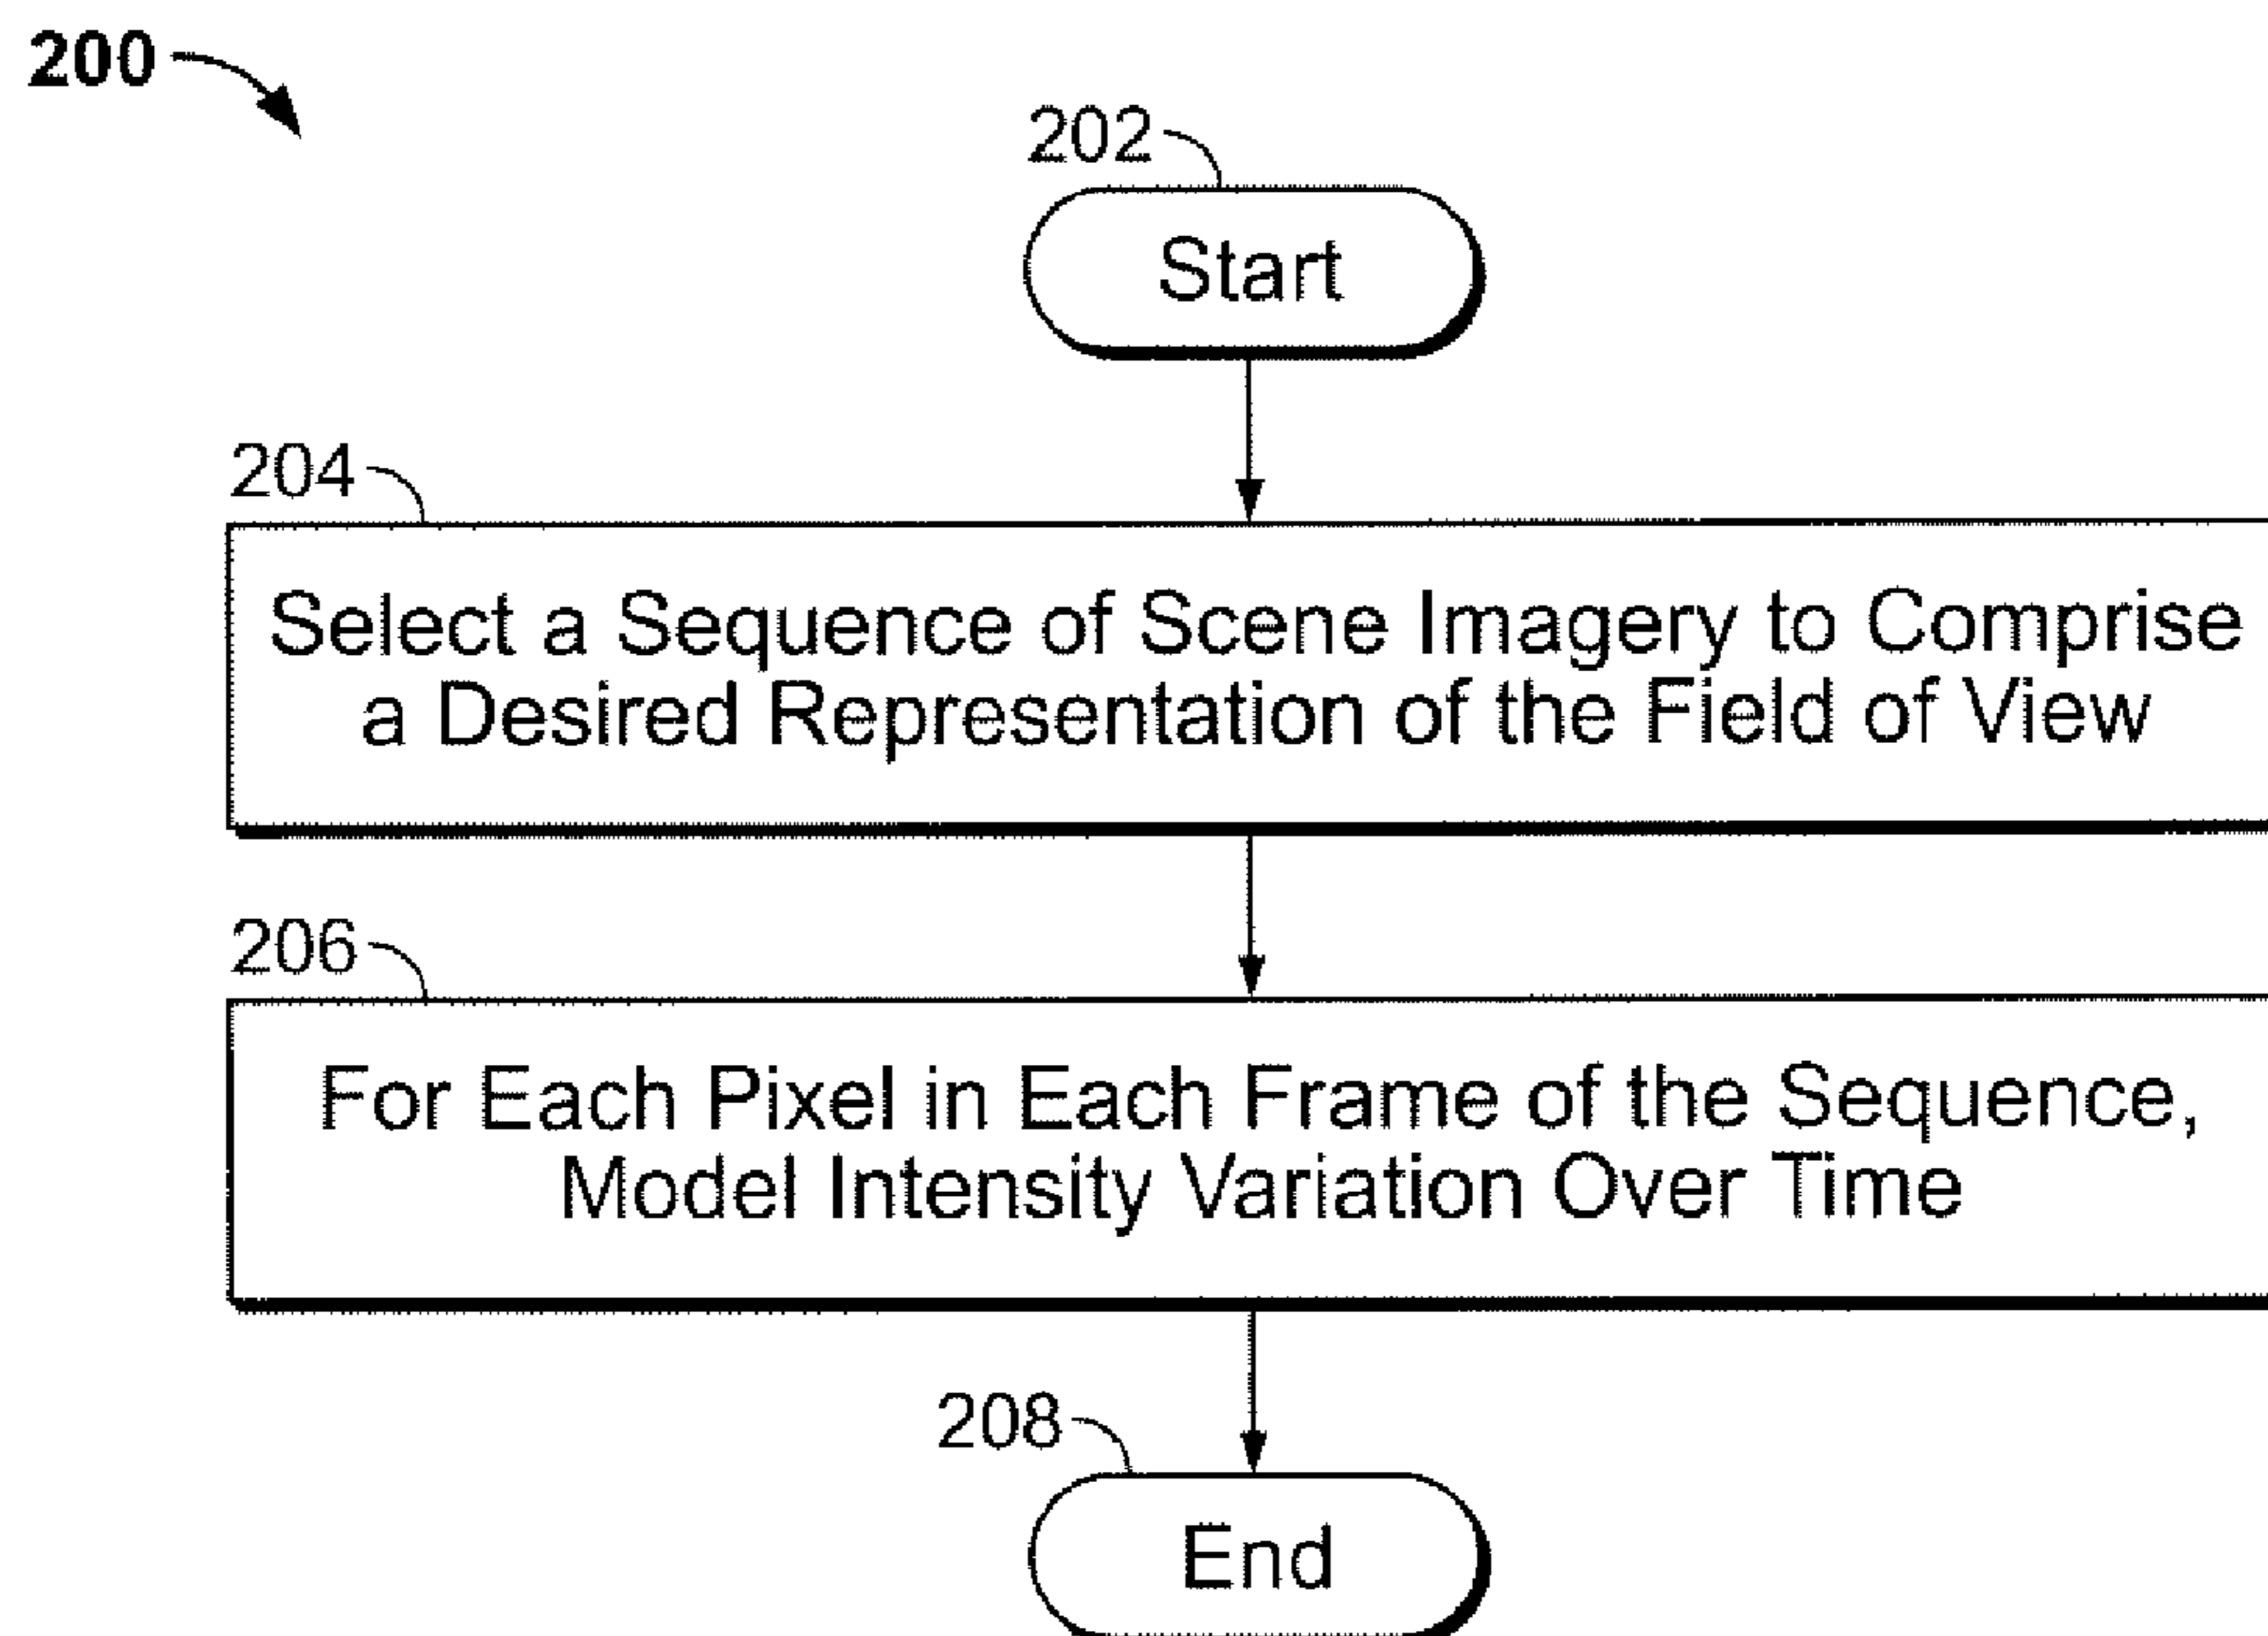 200
202
Start
204
Select a Sequence of Scene Imagery to Comprise
a Desired Representation of the Field of View
206
For Each Pixel in Each Frame of the Sequence,
Model Intensity Variation Over Time
208
End